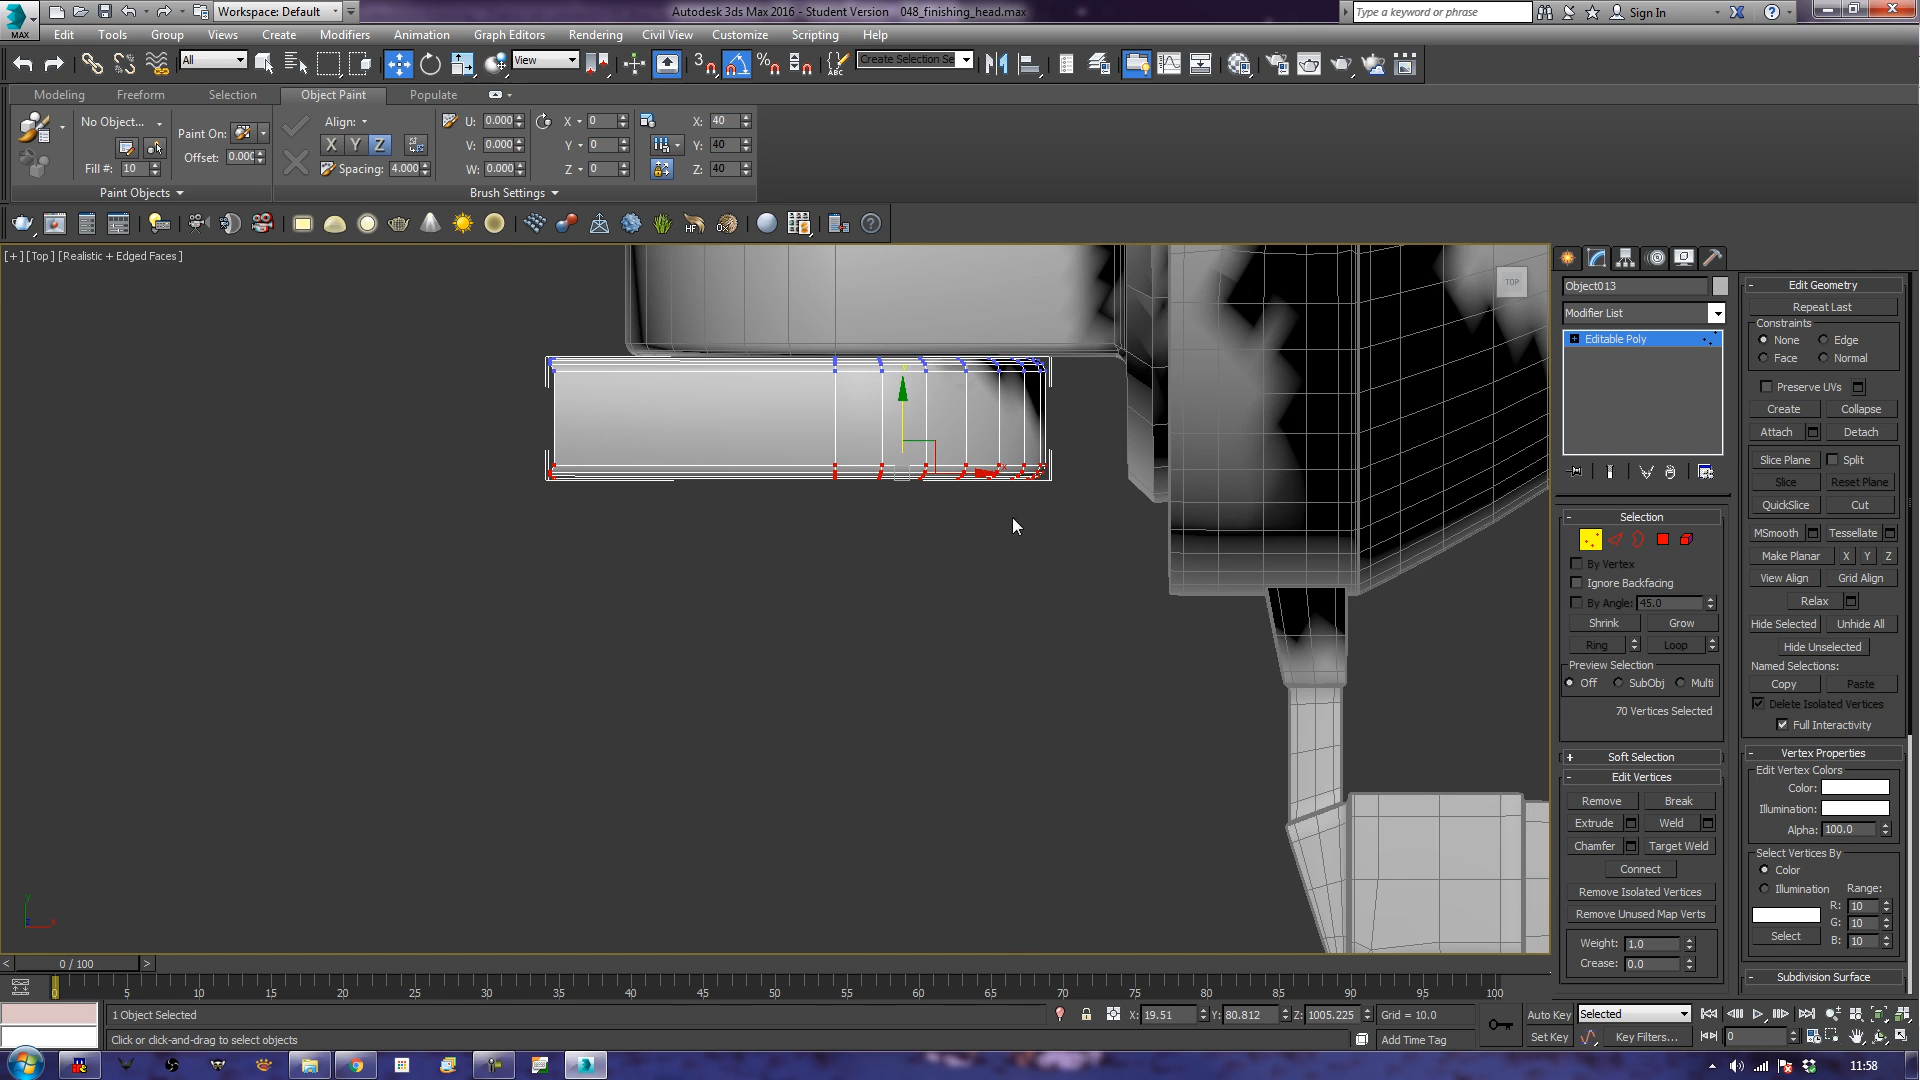 Workspace: Default
Autodesk 3ds Max 2016 - Student Version 048_finishing_head.max
Type a keyword or phrase
Sign In
MAX
Edit Tools Group Views Create Modifiers Animation Graph Editors Rendering Civil View Customize Scripting Help
All
View
3
ABC
Create Selection Se
Modeling Freeform Selection Object Paint Populate
No Object...
Paint On:
Offset: 0.000
Fill #: 10
Align:
X Y Z
Spacing: 4.000
U: 0.000
V: 0.000
W: 0.000
X 0
Y 0
Z 0
X: 40
Y: 40
Z: 40
Paint Objects
Brush Settings
HF
[+] [Top] [Realistic + Edged Faces]
TOP
Object013
Modifier List
Editable Poly
Selection
By Vertex
Ignore Backfacing
By Angle: 45.0
Shrink Grow
Ring Loop
Preview Selection
Off SubObj Multi
70 Vertices Selected
Soft Selection
Edit Vertices
Remove Break
Extrude Weld
Chamfer Target Weld
Connect
Remove Isolated Vertices
Remove Unused Map Verts
Weight: 1.0
Crease: 0.0
Edit Geometry
Repeat Last
Constraints
None Edge
Face Normal
Preserve UVs
Create Collapse
Attach Detach
Slice Plane Split
Slice Reset Plane
QuickSlice Cut
MSmooth Tessellate
Make Planar X Y Z
View Align Grid Align
Relax
Hide Selected Unhide All
Hide Unselected
Named Selections:
Copy Paste
Delete Isolated Vertices
Full Interactivity
Vertex Properties
Edit Vertex Colors
Color:
Illumination:
Alpha: 100.0
Select Vertices By
Color
Illumination Range:
R: 10
G: 10
B: 10
Select
Subdivision Surface
0 / 100
0 5 10 15 20 25 30 35 40 45 50 55 60 65 70 75 80 85 90 95 100
1 Object Selected
X: 19.51 Y: 80.812 Z: 1005.225 Grid = 10.0
Auto Key Selected
Click or click-and-drag to select objects
Add Time Tag
Set Key Key Filters... 0
11:58